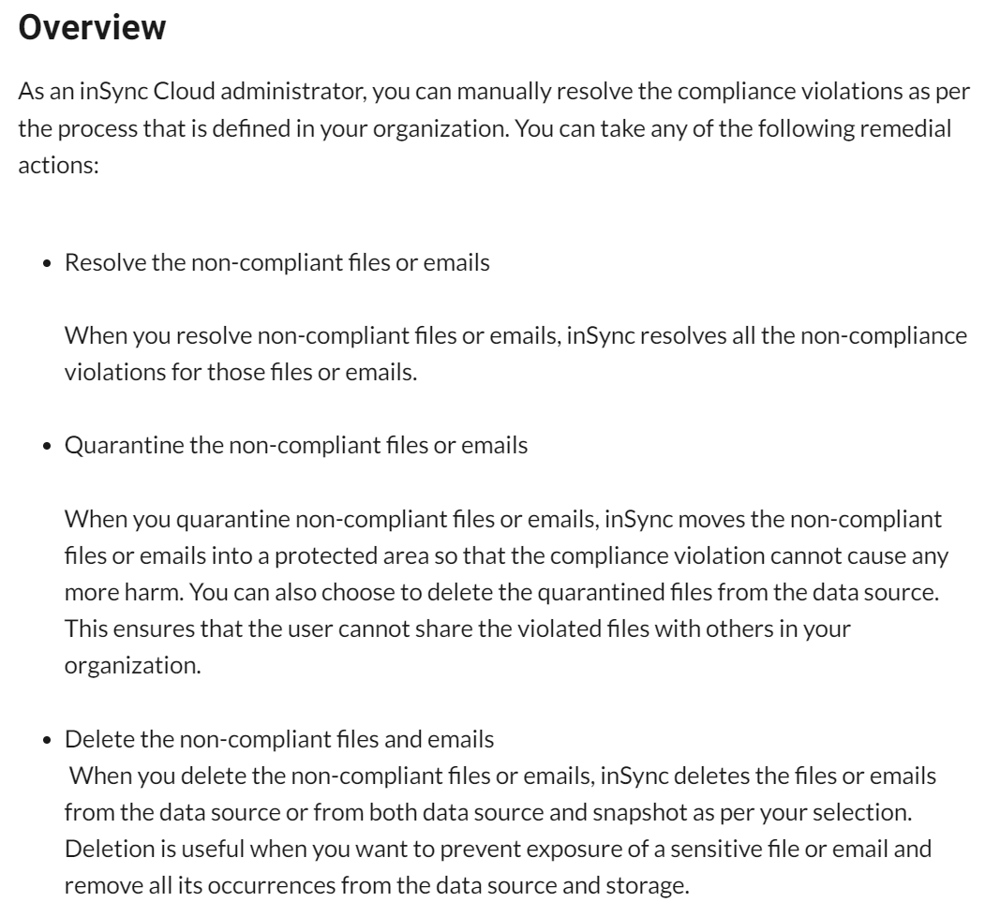 Overview
As an inSync Cloud administrator, you can manually resolve the compliance violations as per
the process that is defined in your organization. You can take any of the following remedial
actions:
• Resolve the non-compliant files or emails
When you resolve non-compliant files or emails, inSync resolves all the non-compliance
violations for those files or emails.
• Quarantine the non-compliant files or emails
When you quarantine non-compliant files or emails, inSync moves the non-compliant
files or emails into a protected area so that the compliance violation cannot cause any
more harm. You can also choose to delete the quarantined files from the data source.
This ensures that the user cannot share the violated files with others in your
organization.
• Delete the non-compliant files and emails
When you delete the non-compliant files or emails, inSync deletes the files or emails
from the data source or from both data source and snapshot as per your selection.
Deletion is useful when you want to prevent exposure of a sensitive file or email and
remove all its occurrences from the data source and storage.